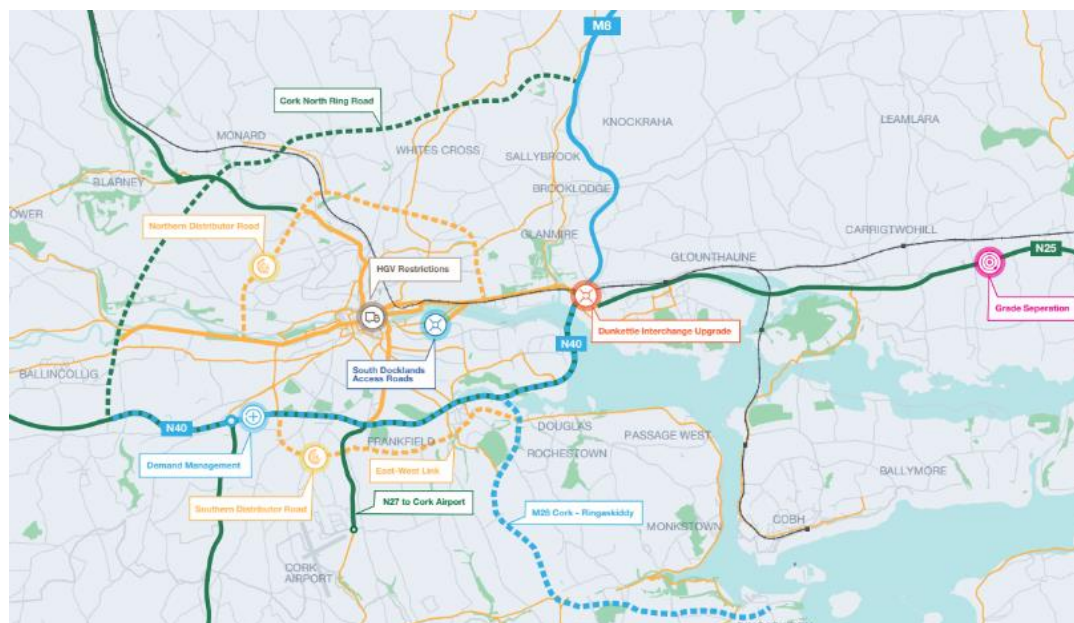 M8
Cork North Ring Road
KNOCKRAHA
LEAMLARA
MONARD
WHITES CROSS
SALLYBROOK
BLARNEY
BROOKLODGE
OWER
Northern Distributor Road
GLANMIRE
CARRIGTWOHILL
N25
HGV Restrictions
GLOUNTHAUNE
Grade Seperation
Dunkettle Interchange Upgrade
N40
South Docklands
Access Roads
BALLINCOLLIG
N40
FRANKFIELD
DOUGLAS
PASSAGE WEST
ROCHESTOWN
Demand Management
East-West Link
BALLYMORE
N27 to Cork Airport
Southern Distributor Road
M28 Cork - Ringaskiddy
MONKSTOWN
COBH
CORK
AIRPORT